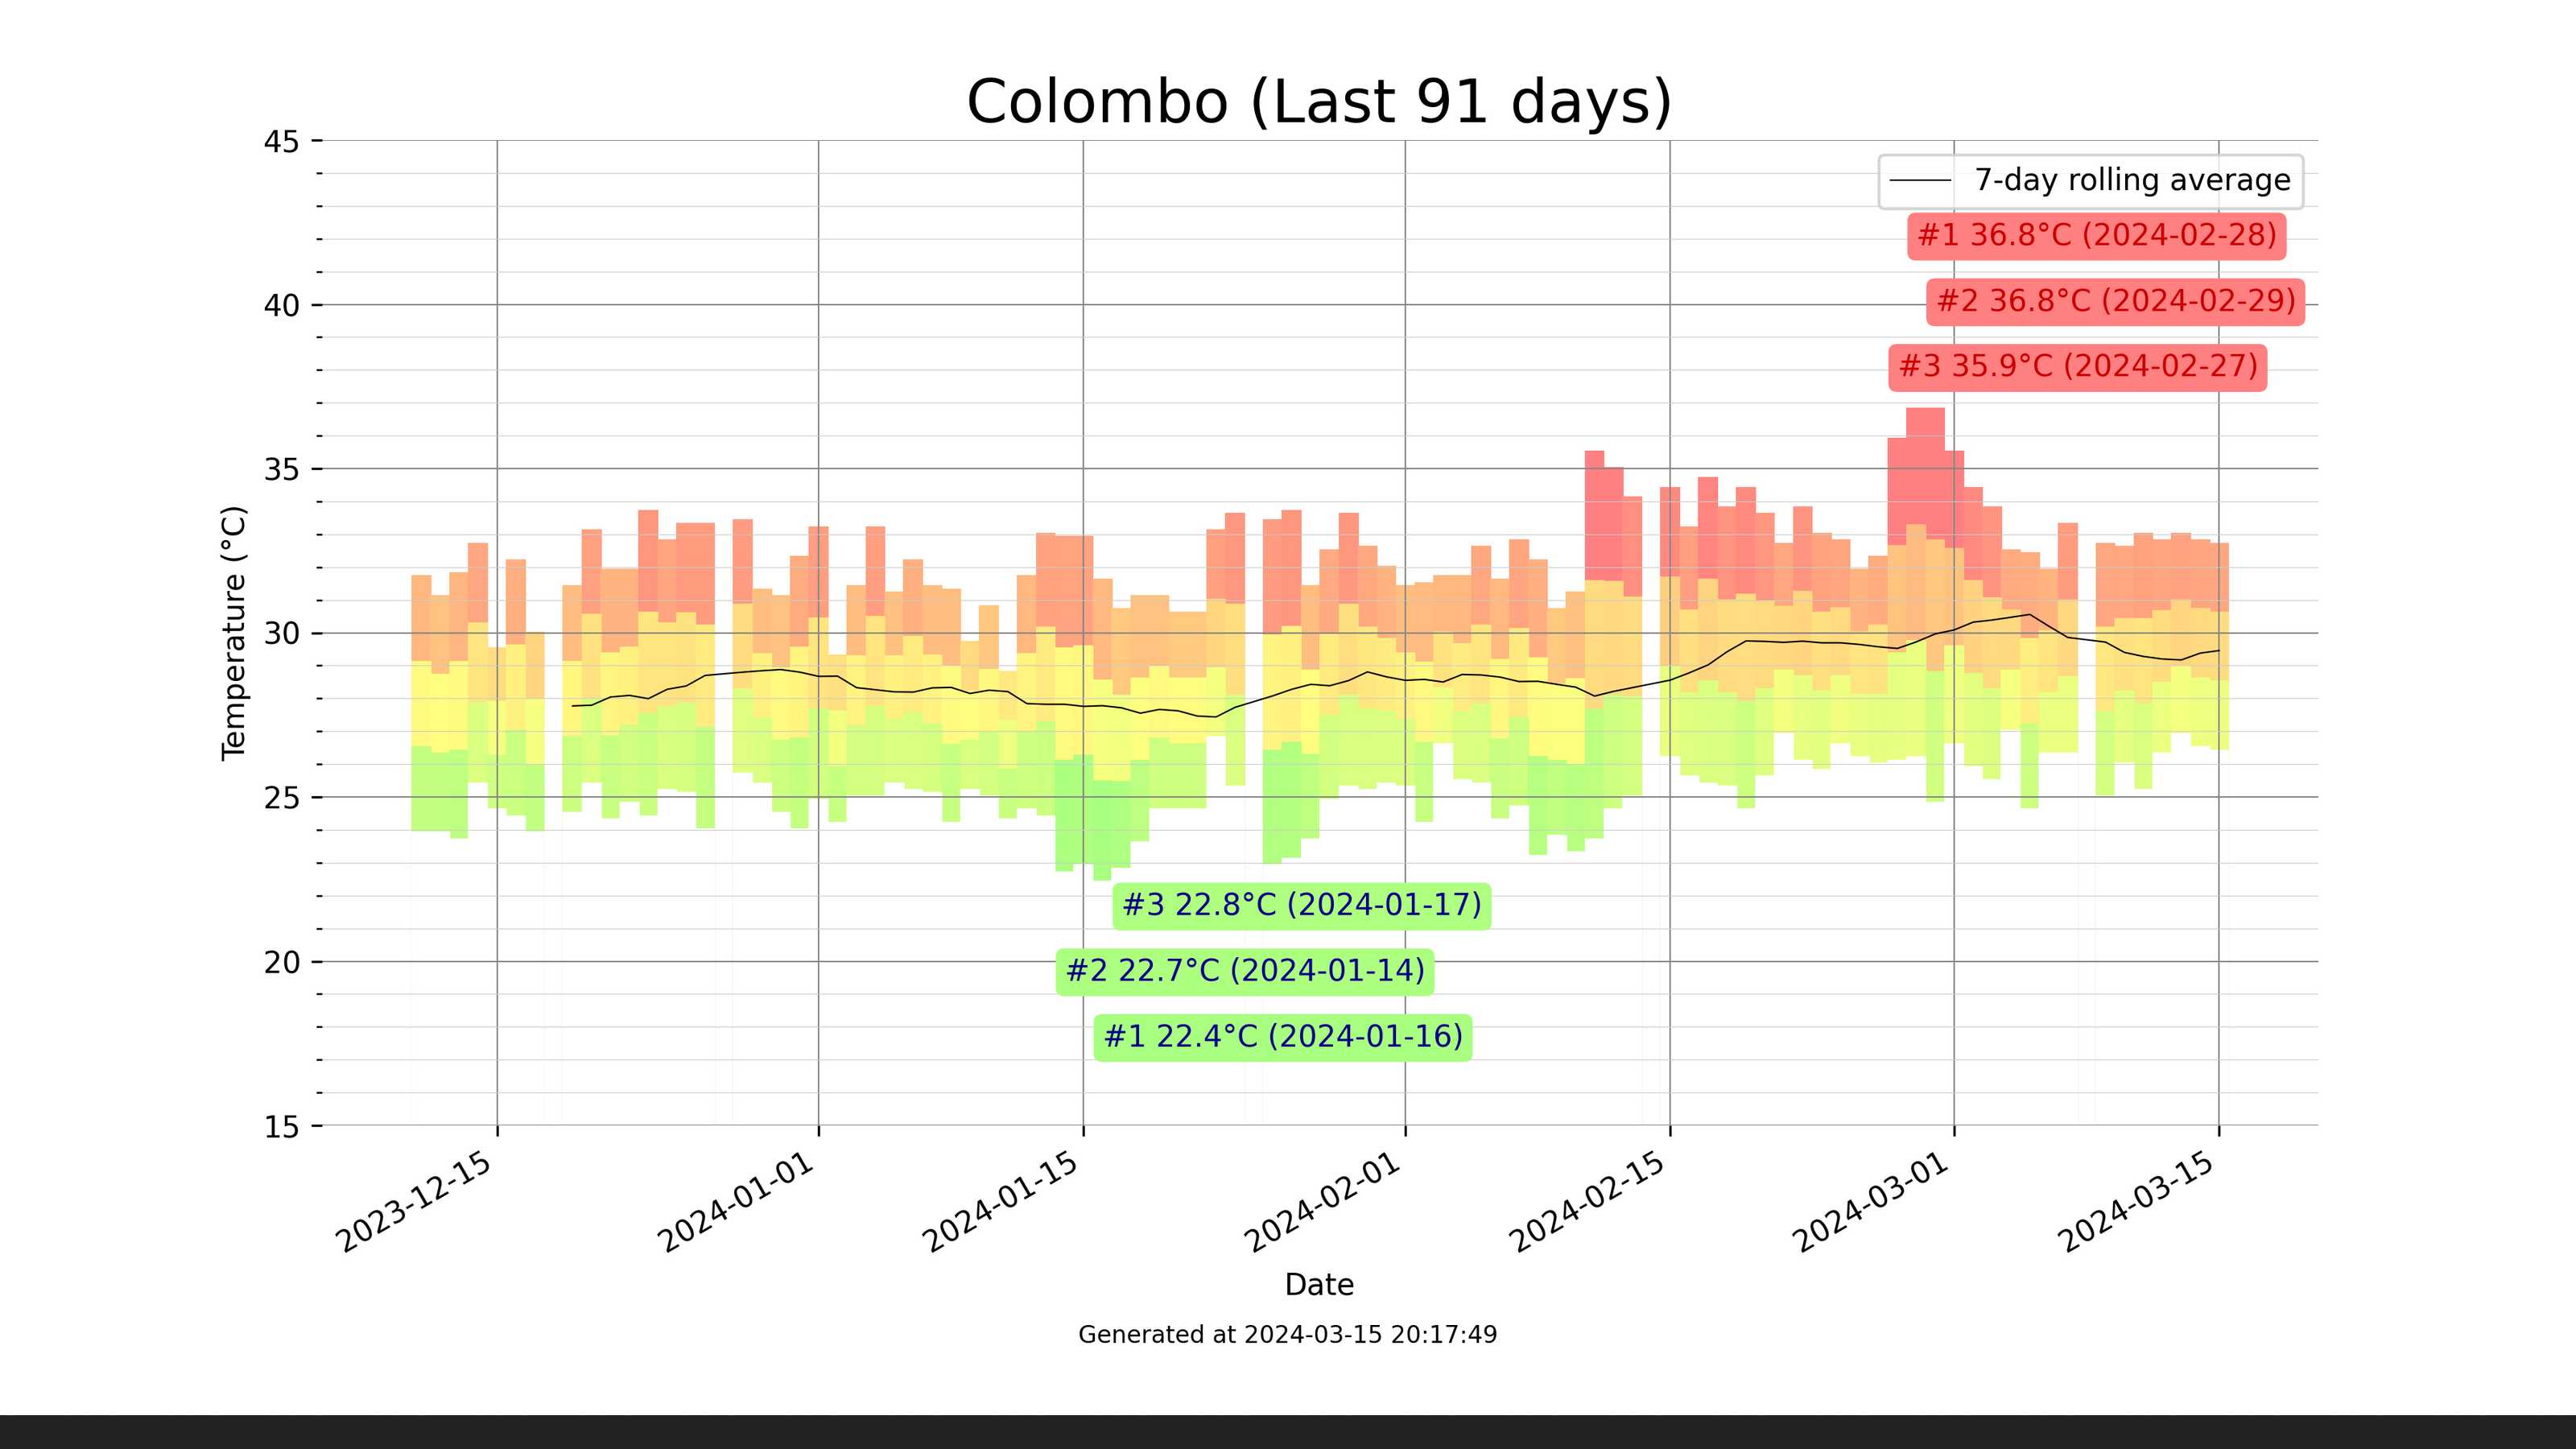 Colombo (Last 91 days)
7-day rolling average
#1 36.8°C (2024-02-28)
#2 36.8°C (2024-02-29)
#3 35.9°C (2024-02-27)
#3 22.8°C (2024-01-17)
#2 22.7°C (2024-01-14)
#1 22.4°C (2024-01-16)
Temperature (°C)
45
40
35
30
25
20
15
2023-12-15
2024-01-01
2024-01-15
2024-02-01
2024-02-15
2024-03-01
2024-03-15
Date
Generated at 2024-03-15 20:17:49